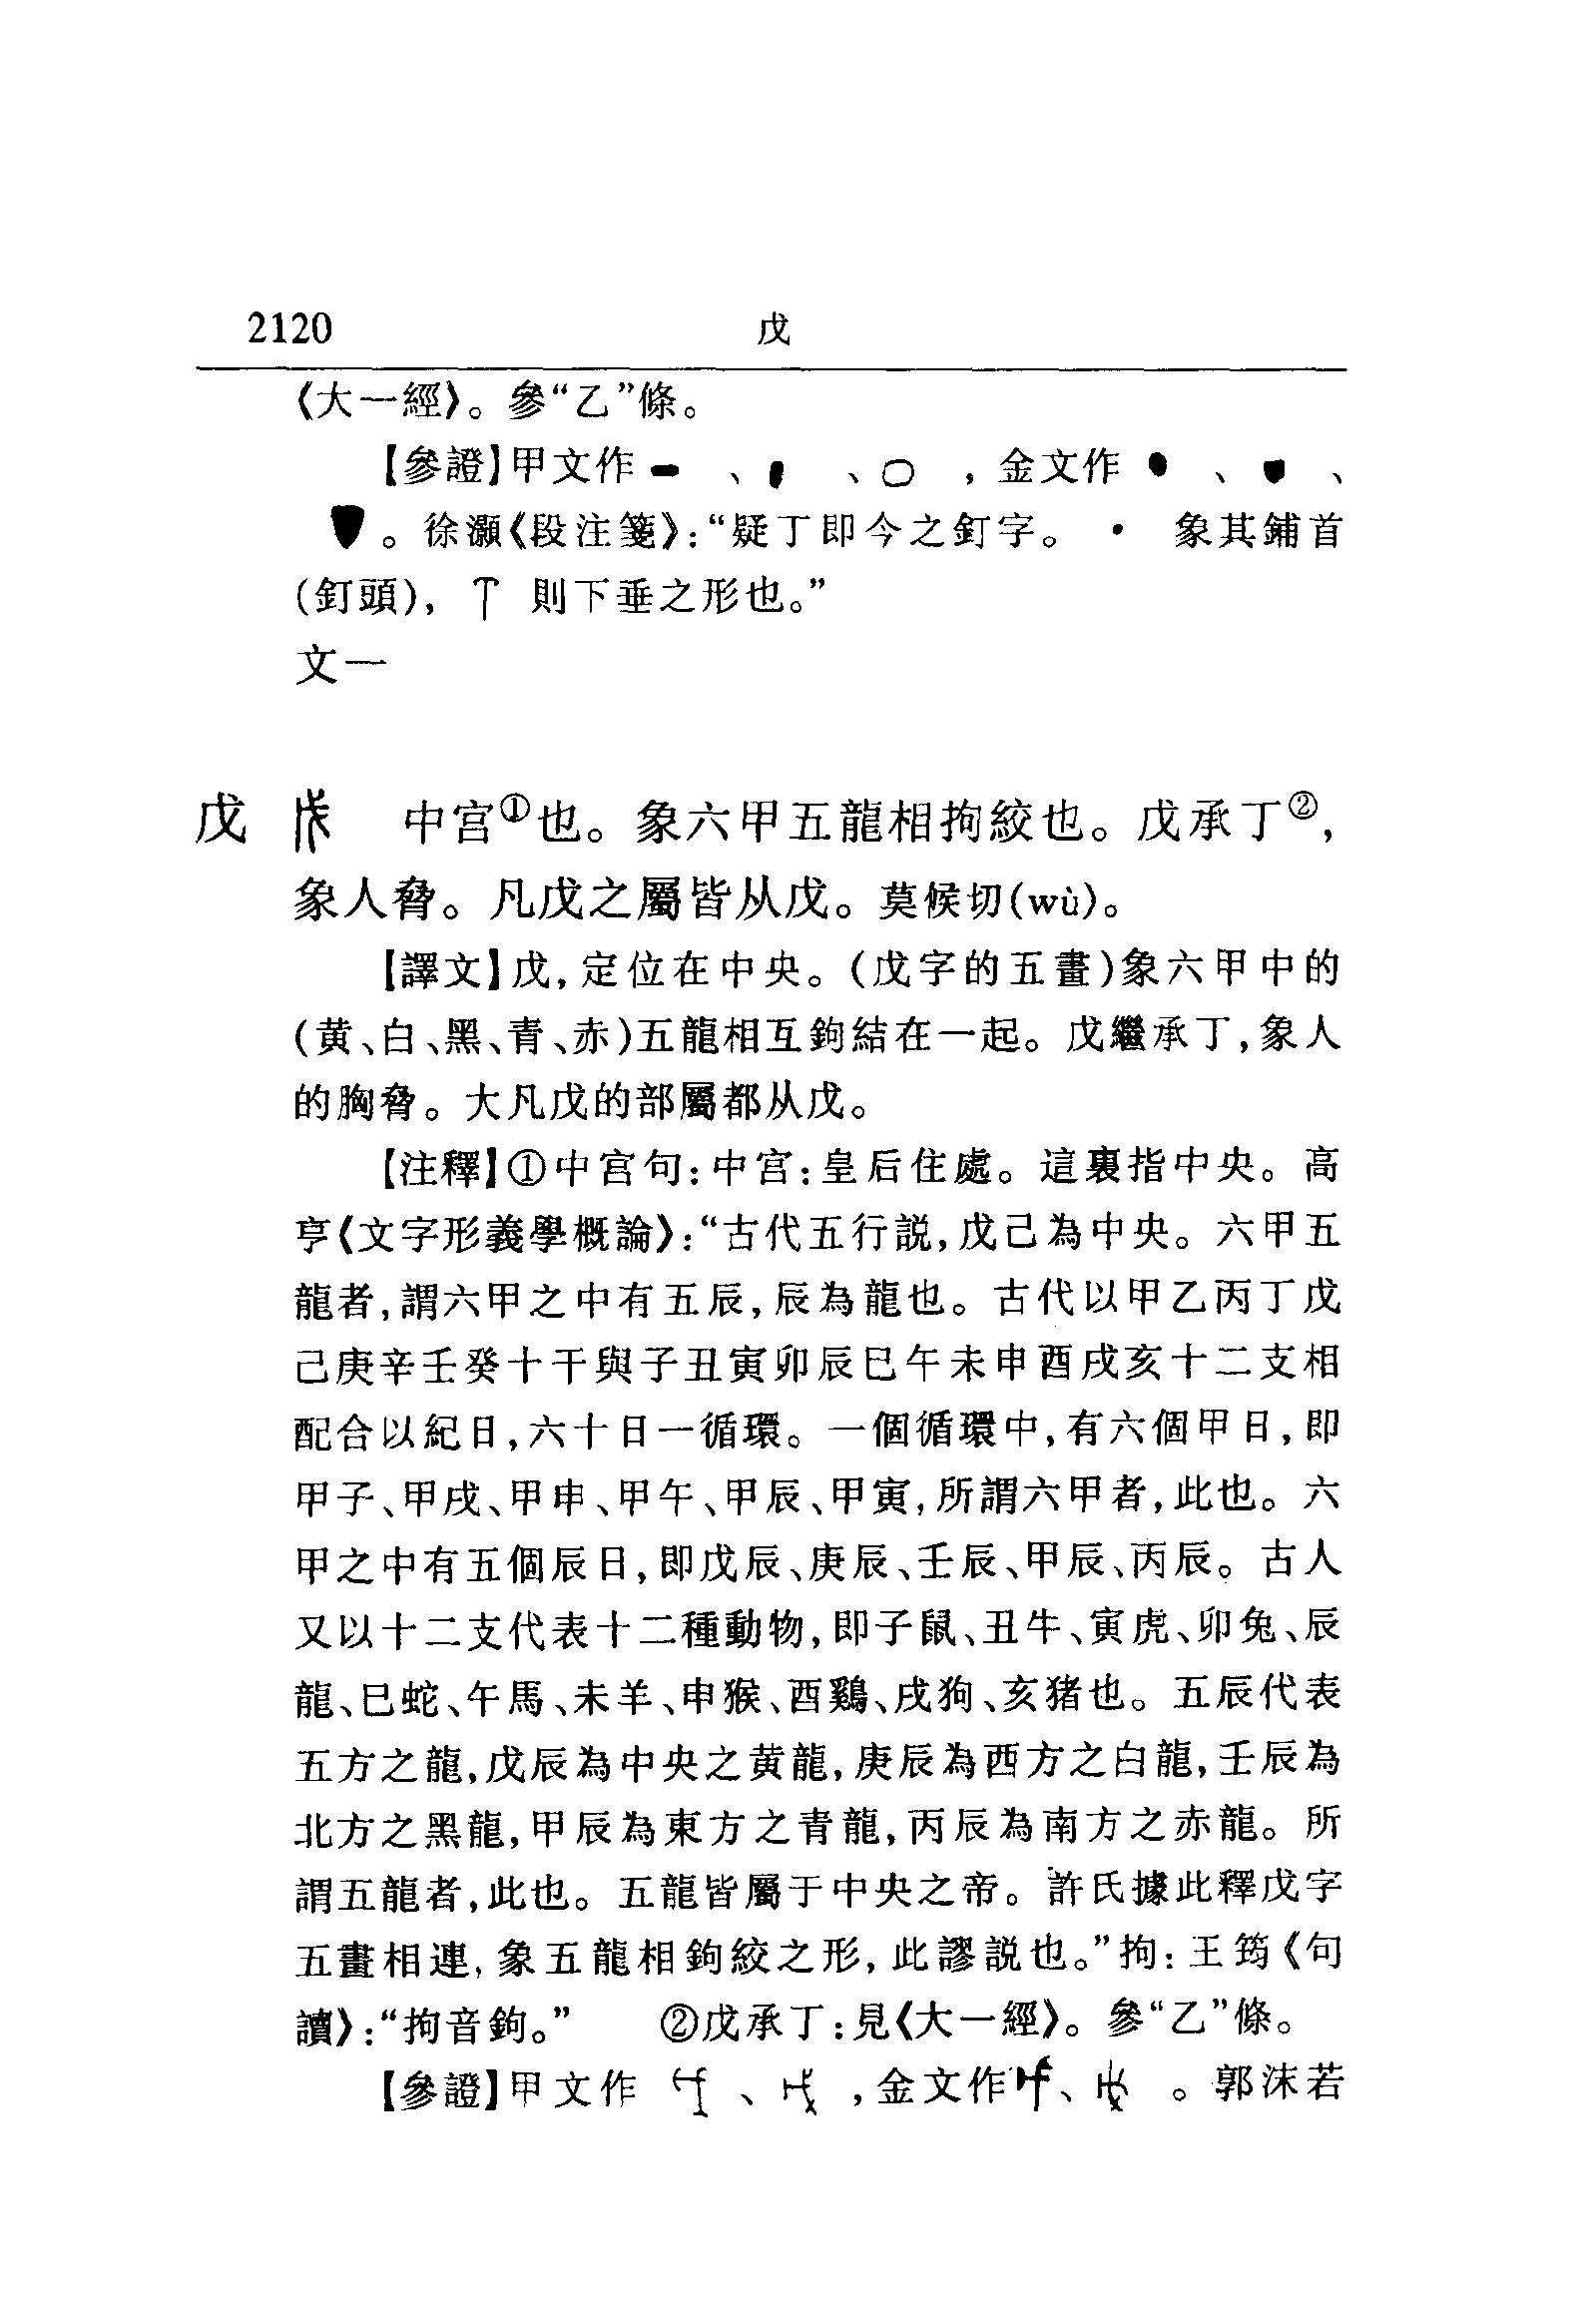 2120 戊
《大一經》。參“乙”條。
【參證】甲文作 、 、 ，金文作 、 、
。徐灝《段注箋》：“疑丁即今之釘字。 象其鋪首
（釘頭）， 則下垂之形也。”
文一
戊 中宫①也。象六甲五龍相拘絞也。戊承丁②，
象人脅。凡戊之屬皆从戊。莫候切(wù)。
【譯文】戊，定位在中央。（戊字的五畫）象六甲中的
（黄、白、黑、青、赤）五龍相互鉤結在一起。戊繼承丁，象人
的胸脅。大凡戊的部屬都从戊。
【注釋】①中宫句：中宫：皇后住處。這裏指中央。高
亨《文字形義學概論》：“古代五行説，戊己為中央。六甲五
龍者，謂六甲之中有五辰，辰為龍也。古代以甲乙丙丁戊
己庚辛壬癸十干與子丑寅卯辰巳午未申酉戌亥十二支相
配合以紀日，六十日一循環。一個循環中，有六個甲日，即
甲子、甲戌、甲申、甲午、甲辰、甲寅，所謂六甲者，此也。六
甲之中有五個辰日，即戊辰、庚辰、壬辰、甲辰、丙辰。古人
又以十二支代表十二種動物，即子鼠、丑牛、寅虎、卯兔、辰
龍、巳蛇、午馬、未羊、申猴、酉鷄、戌狗、亥猪也。五辰代表
五方之龍，戊辰為中央之黄龍，庚辰為西方之白龍，壬辰為
北方之黑龍，甲辰為東方之青龍，丙辰為南方之赤龍。所
謂五龍者，此也。五龍皆屬于中央之帝。許氏據此釋戊字
五畫相連，象五龍相鉤絞之形，此謬説也。”拘：王筠《句
讀》：“拘音鉤。” ②戊承丁：見《大一經》。參“乙”條。
【參證】甲文作 、 ，金文作 、 。郭沫若